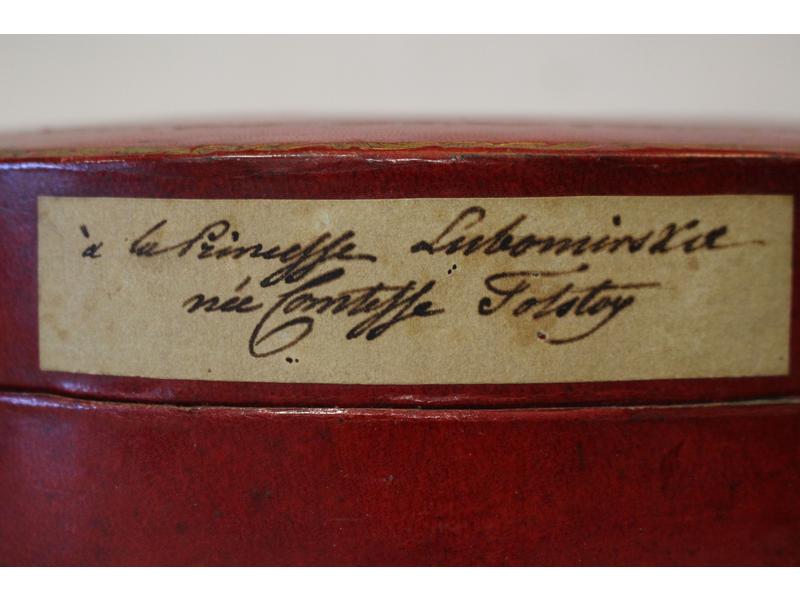 à la Princesse Lubomirska
née Comtesse Tolstoy